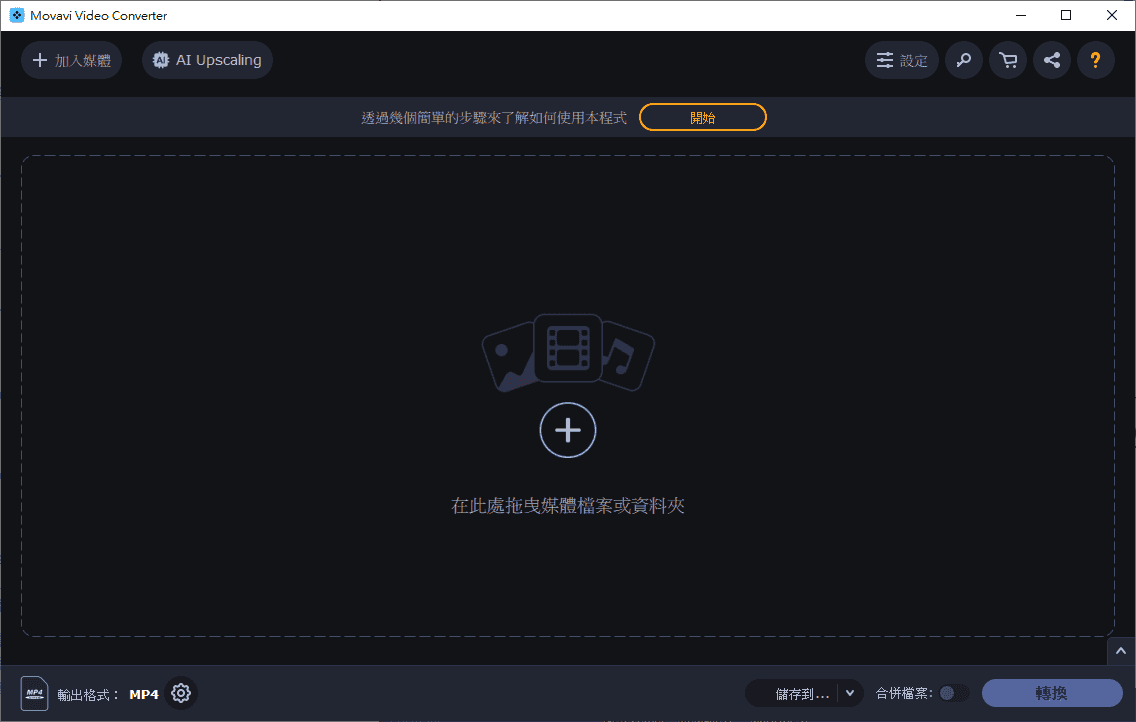 Movavi Video Converter
加入媒體
AI Upscaling
設定
?
透過幾個簡單的步驟來了解如何使用本程式
開始
在此處拖曳媒體檔案或資料夾
MP4
輸出格式： MP4
儲存到...
合併檔案:
轉換